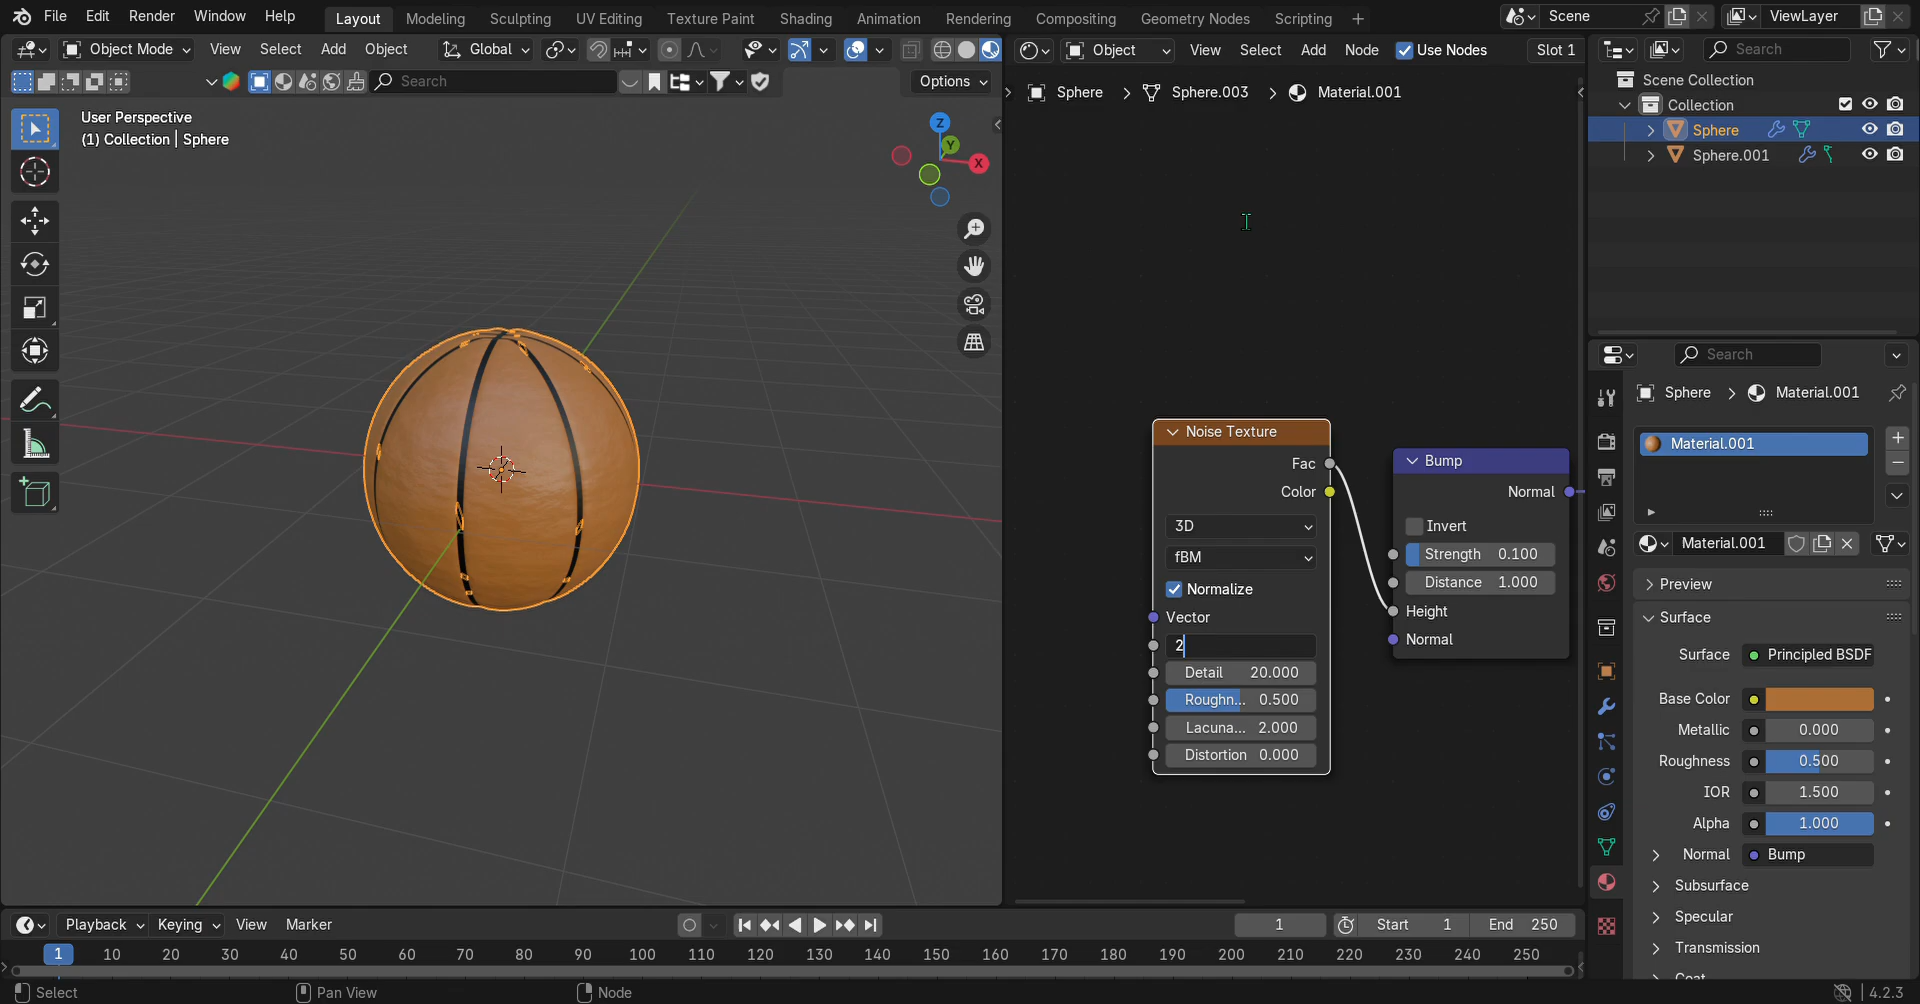 File Edit Render Window Help Layout Modeling Sculpting UV Editing Texture Paint Shading Animation Rendering Compositing Geometry Nodes Scripting + Scene ViewLayer
Object Mode View Select Add Object Global
Search Options
User Perspective
(1) Collection | Sphere
Z
Y
X
Object View Select Add Node Use Nodes Slot 1
Sphere > Sphere.003 > Material.001
Noise Texture
Fac
Color
3D
fBM
Normalize
Vector
2
Detail 20.000
Roughn... 0.500
Lacuna... 2.000
Distortion 0.000
Bump
Normal
Invert
Strength 0.100
Distance 1.000
Height
Normal
Search
Scene Collection
Collection
Sphere
Sphere.001
Search
Sphere > Material.001
Material.001
Material.001
Preview
Surface
Surface Principled BSDF
Base Color
Metallic 0.000
Roughness 0.500
IOR 1.500
Alpha 1.000
Normal Bump
Subsurface
Specular
Transmission
Coat
Playback Keying View Marker 1 Start 1 End 250
1 10 20 30 40 50 60 70 80 90 100 110 120 130 140 150 160 170 180 190 200 210 220 230 240 250
Select Pan View Node 4.2.3